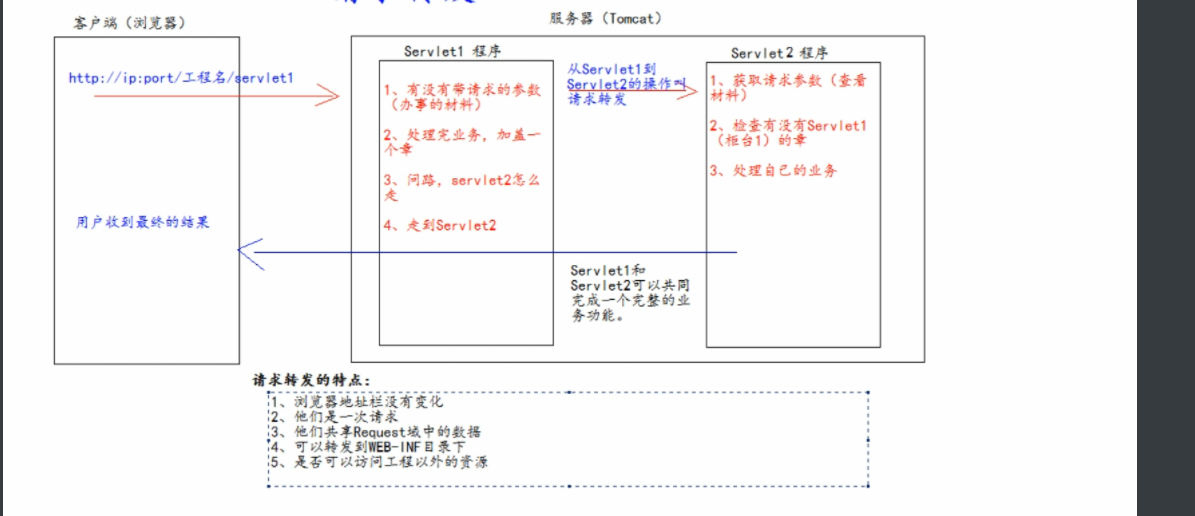 客户端（浏览器）
服务器（Tomcat）
http://ip:port/工程名/servlet1
用户收到最终的结果
Servlet1 程序
1、有没有带请求的参数
（办事的材料）
2、处理完业务，加盖一
个章
3、问路，servlet2怎么
走
4、走到Servlet2
从Servlet1到
Servlet2的操作叫
请求转发
Servlet1和
Servlet2可以共同
完成一个完整的业
务功能。
Servlet2 程序
1、获取请求参数（查看
材料）
2、检查有没有Servlet1
（柜台1）的章
3、处理自己的业务
请求转发的特点：
1、浏览器地址栏没有变化
2、他们是一次请求
3、他们共享Request域中的数据
4、可以转发到WEB-INF目录下
5、是否可以访问工程以外的资源